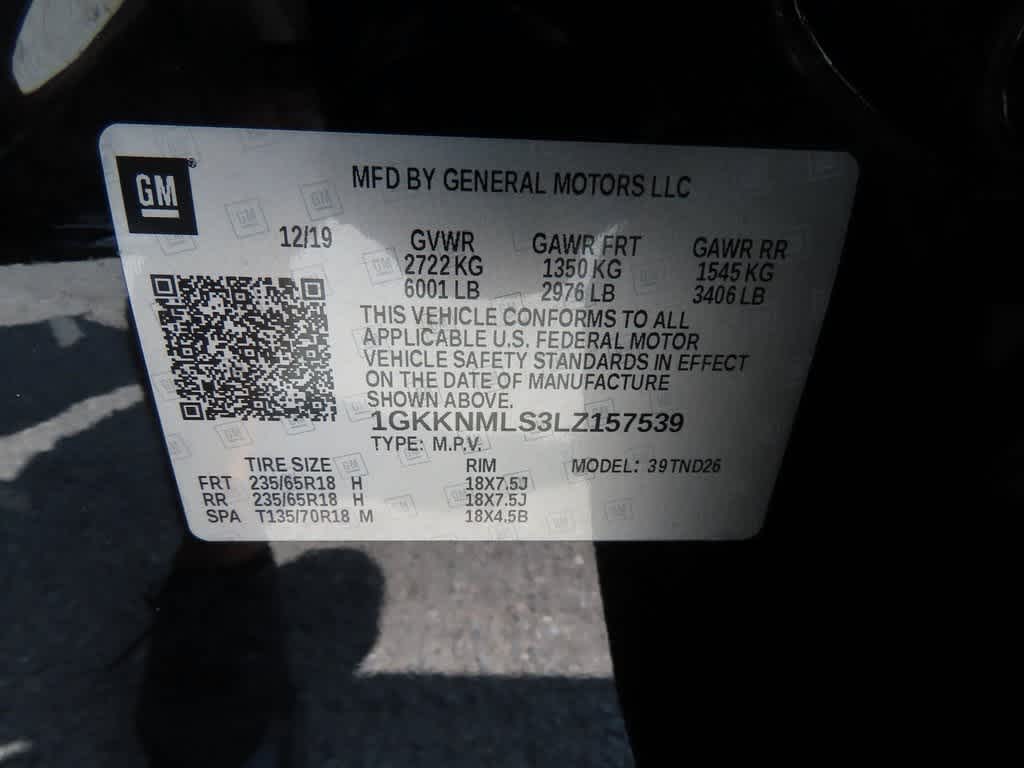 GM
MFD BY GENERAL MOTORS LLC
12/19 GVWR GAWR FRT GAWR RR
2722 KG 1350 KG 1545 KG
6001 LB 2976 LB 3406 LB
THIS VEHICLE CONFORMS TO ALL
APPLICABLE U.S. FEDERAL MOTOR
VEHICLE SAFETY STANDARDS IN EFFECT
ON THE DATE OF MANUFACTURE
SHOWN ABOVE.
1GKKNMLS3LZ157539
TYPE: M.P.V.
TIRE SIZE RIM MODEL: 39TND26
FRT 235/65R18 H 18X7.5J
RR 235/65R18 H 18X7.5J
SPA T135/70R18 M 18X4.5B